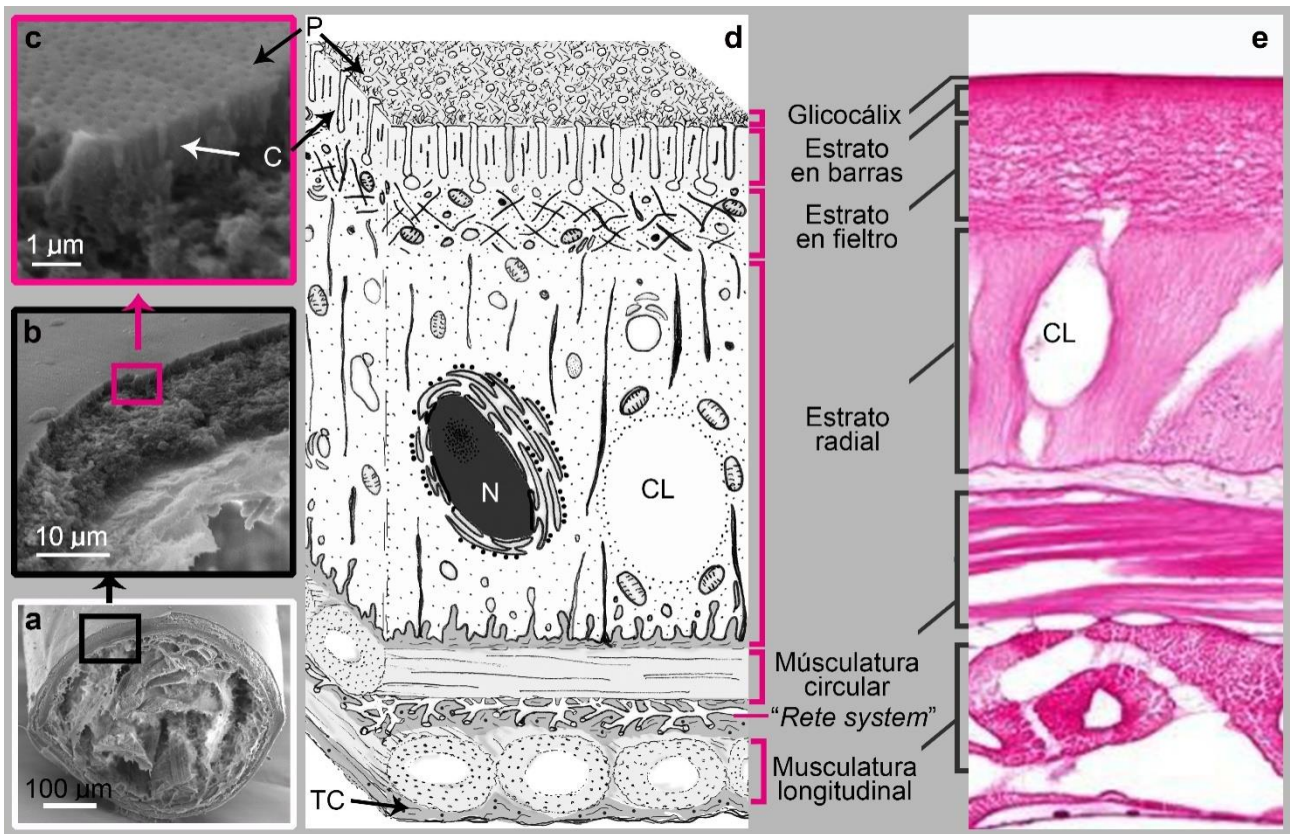 c
P
C
1 µm
b
10 µm
a
100 µm
d
N
CL
TC
Glicocálix
Estrato
en barras
Estrato
en fieltro
Estrato
radial
Músculatura
circular
“Rete system”
Musculatura
longitudinal
e
CL